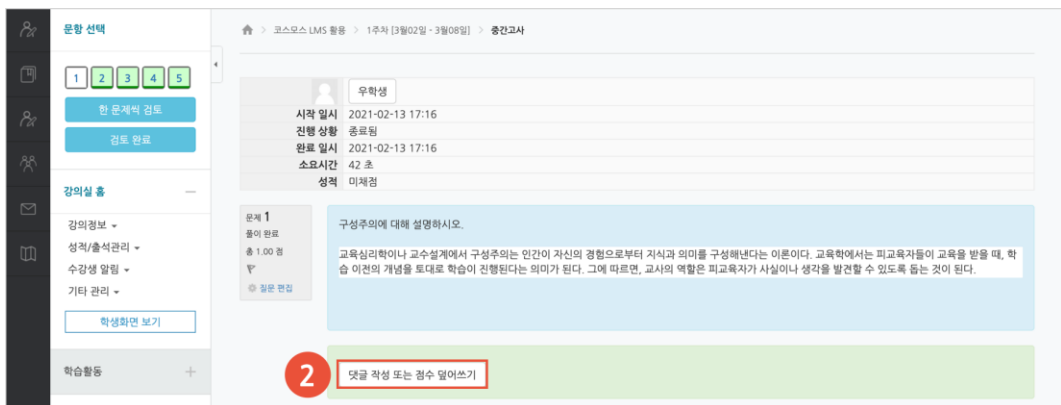 문항 선택
1 2 3 4 5
한 문제씩 검토
검토 완료
강의실 홈
강의정보
성적/출석관리
수강생 알림
기타 관리
학생화면 보기
학습활동
코스모스 LMS 활용 > 1주차 [3월02일 - 3월08일] > 중간고사
우학생
시작 일시 2021-02-13 17:16
진행 상황 종료됨
완료 일시 2021-02-13 17:16
소요시간 42 초
성적 미채점
문제 1
풀이 완료
총 1.00 점
질문 편집
구성주의에 대해 설명하시오.
교육심리학이나 교수설계에서 구성주의는 인간이 자신의 경험으로부터 지식과 의미를 구성해낸다는 이론이다. 교육학에서는 피교육자들이 교육을 받을 때, 학
습 이전의 개념을 토대로 학습이 진행된다는 의미가 된다. 그에 따르면, 교사의 역할은 피교육자가 사실이나 생각을 발견할 수 있도록 돕는 것이 된다.
2 댓글 작성 또는 점수 덮어쓰기